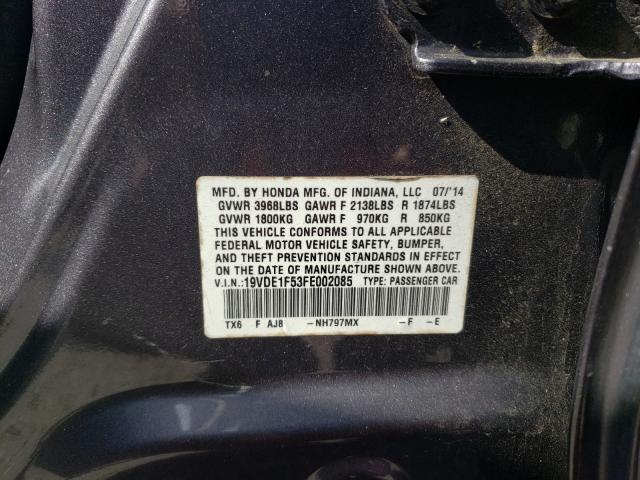 MFD. BY HONDA MFG. OF INDIANA, LLC 07/'14
GVWR 3968LBS GAWR F 2138LBS R 1874LBS
GVWR 1800KG GAWR F 970KG R 850KG
THIS VEHICLE CONFORMS TO ALL APPLICABLE
FEDERAL MOTOR VEHICLE SAFETY, BUMPER,
AND THEFT PREVENTION STANDARDS IN EFFECT
ON THE DATE OF MANUFACTURE SHOWN ABOVE.
V.I.N.:19VDE1F53FE002085 TYPE: PASSENGER CAR
TX6 F AJ8 -NH797MX -F -E